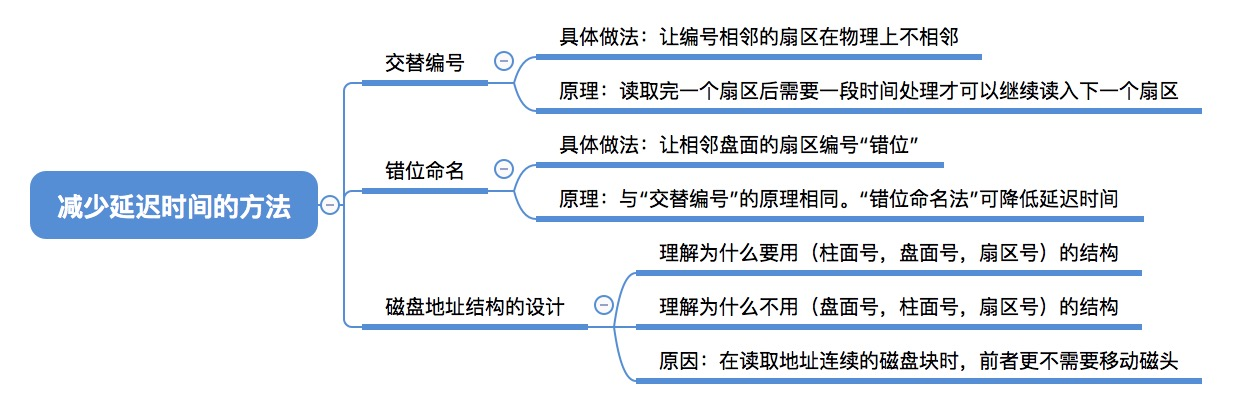 减少延迟时间的方法
交替编号
具体做法：让编号相邻的扇区在物理上不相邻
原理：读取完一个扇区后需要一段时间处理才可以继续读入下一个扇区
错位命名
具体做法：让相邻盘面的扇区编号“错位”
原理：与“交替编号”的原理相同。“错位命名法”可降低延迟时间
磁盘地址结构的设计
理解为什么要用（柱面号，盘面号，扇区号）的结构
理解为什么不用（盘面号，柱面号，扇区号）的结构
原因：在读取地址连续的磁盘块时，前者更不需要移动磁头